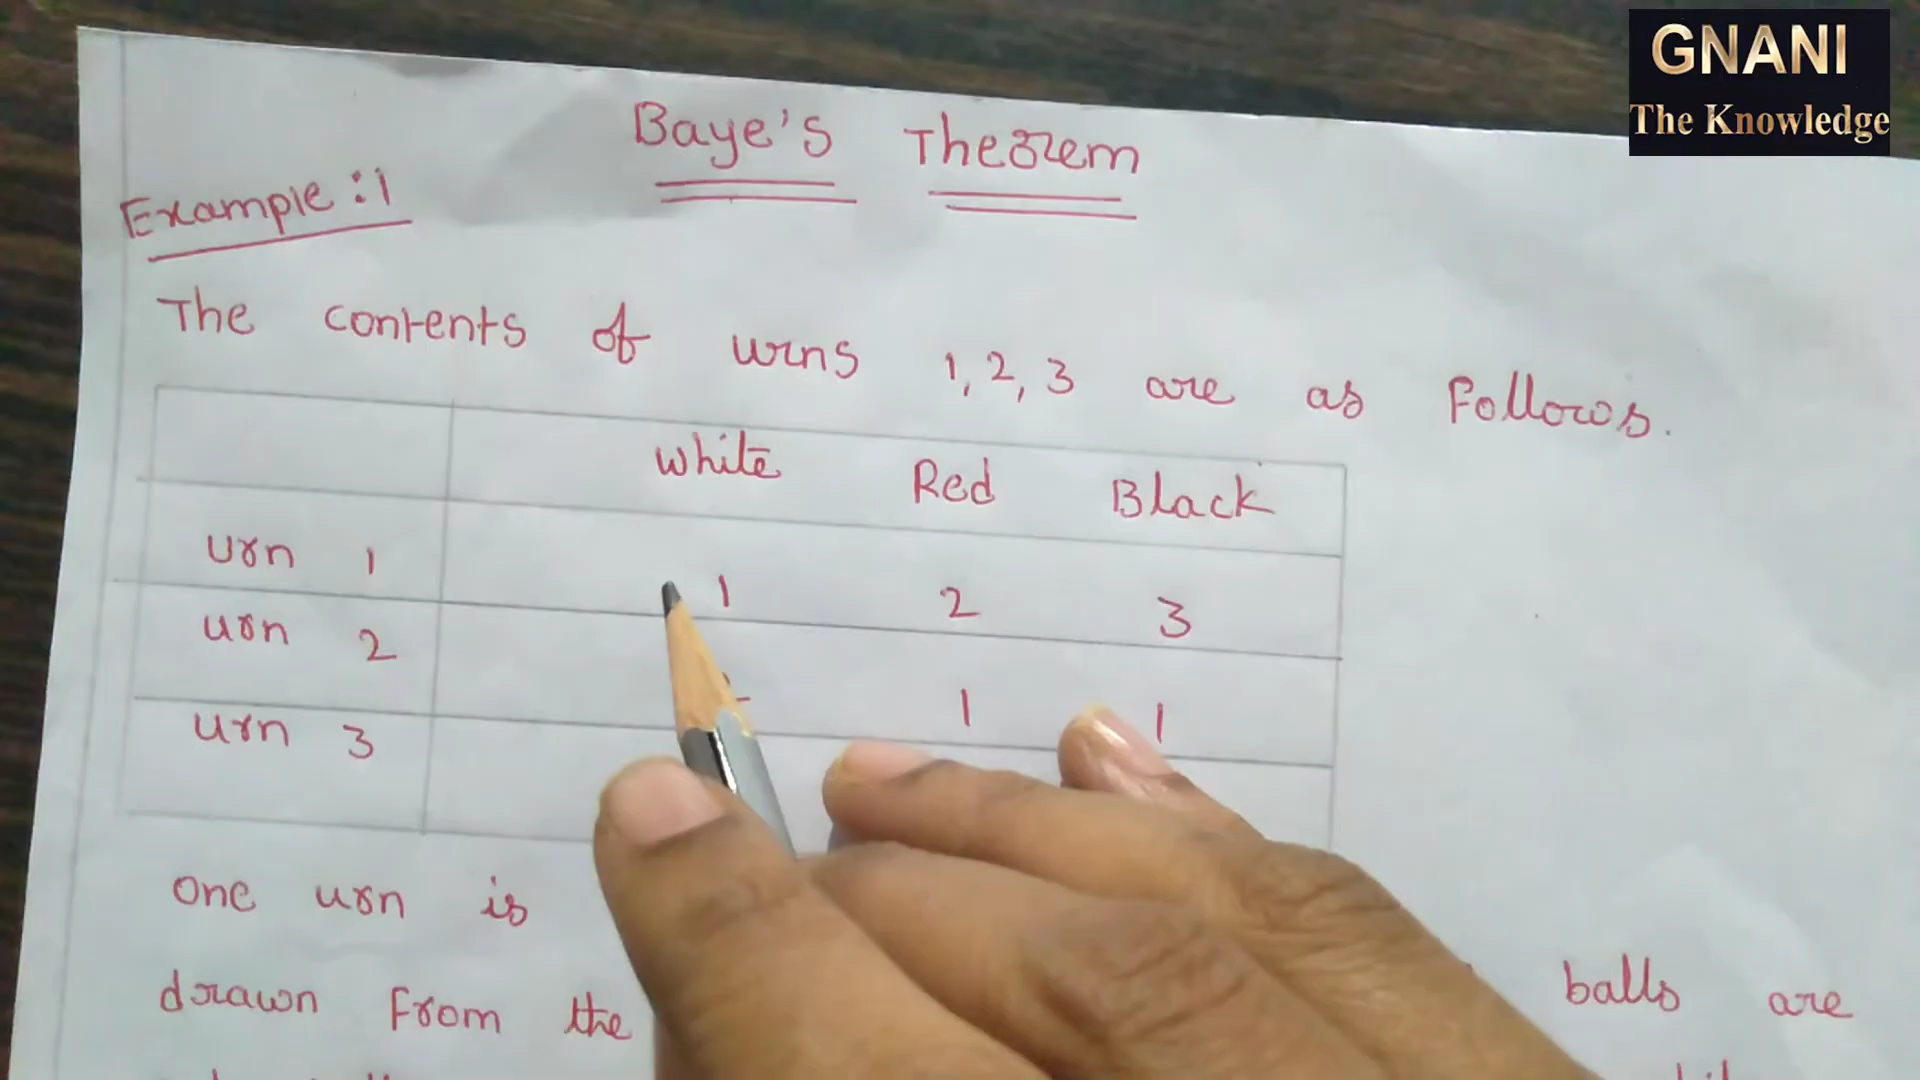 GNANI
The Knowledge
Baye's Theorem
Example:1
The contents of urns 1, 2, 3 are as follows.
White Red Black
urn 1 1 2 3
urn 2 1 1
urn 3
one urn is balls are
drawn from the